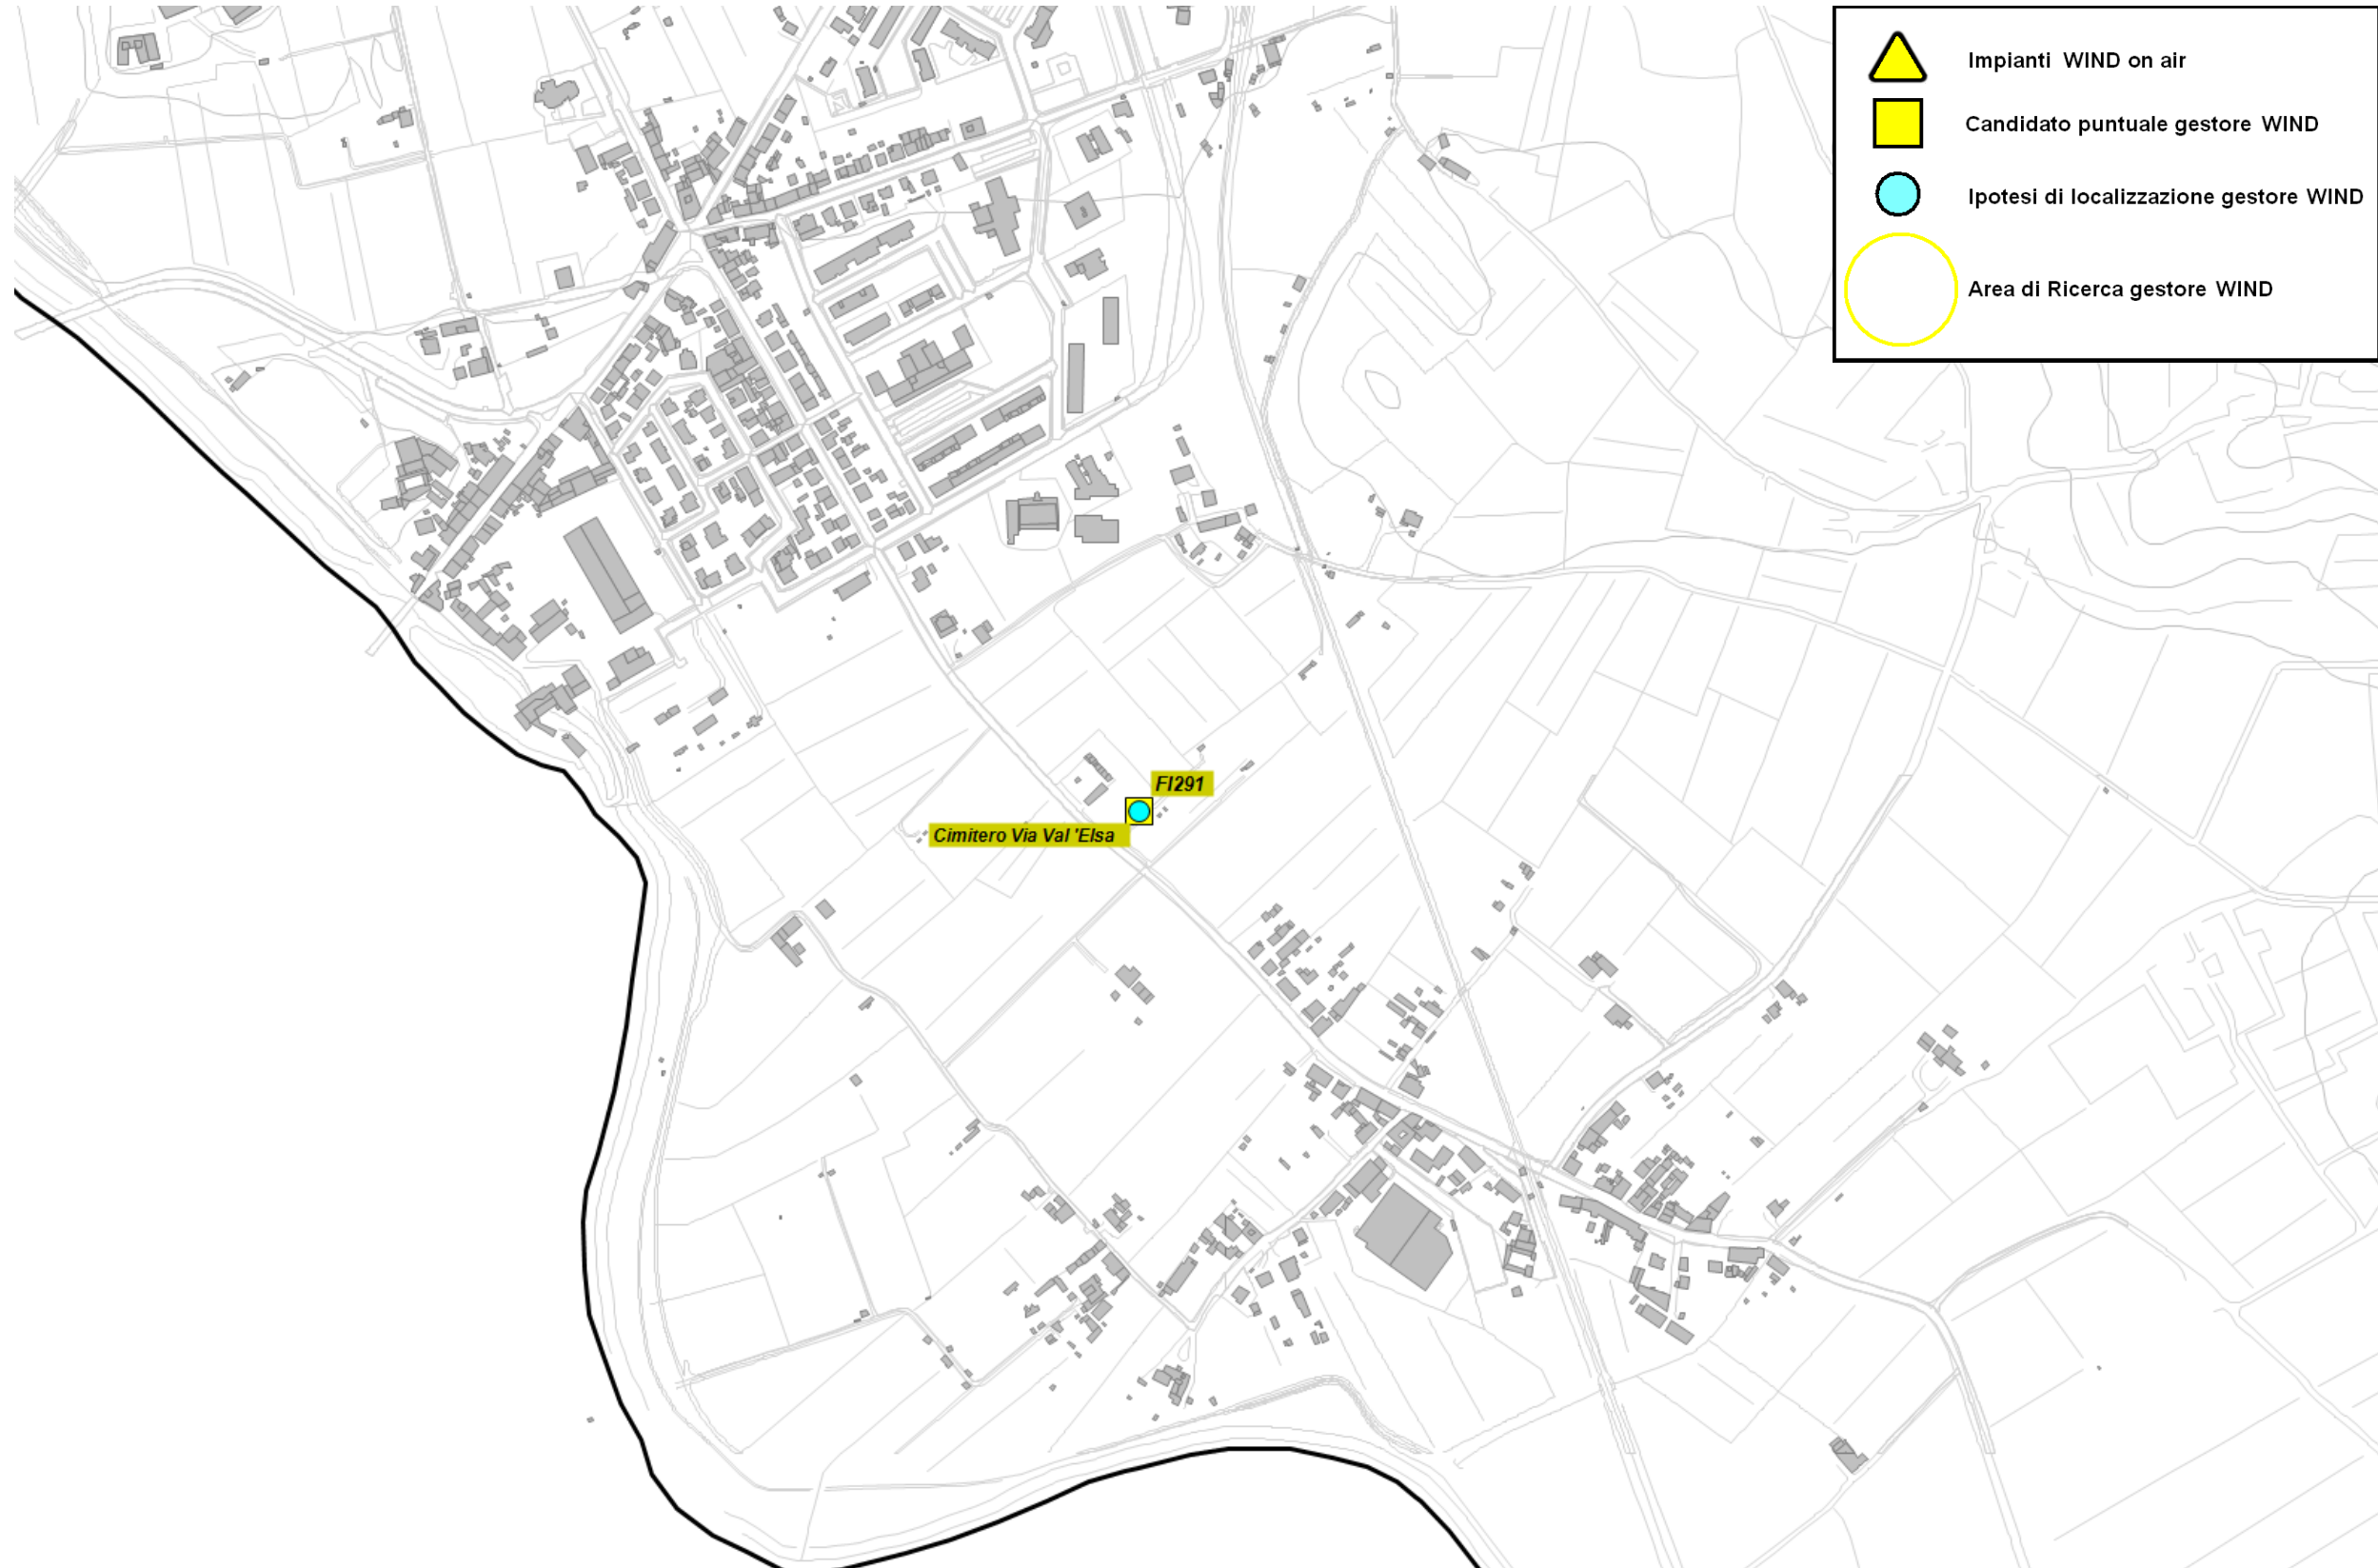 Impianti WIND on air
Candidato puntuale gestore WIND
Ipotesi di localizzazione gestore WIND
Area di Ricerca gestore WIND
FI291
Cimitero Via Val 'Elsa